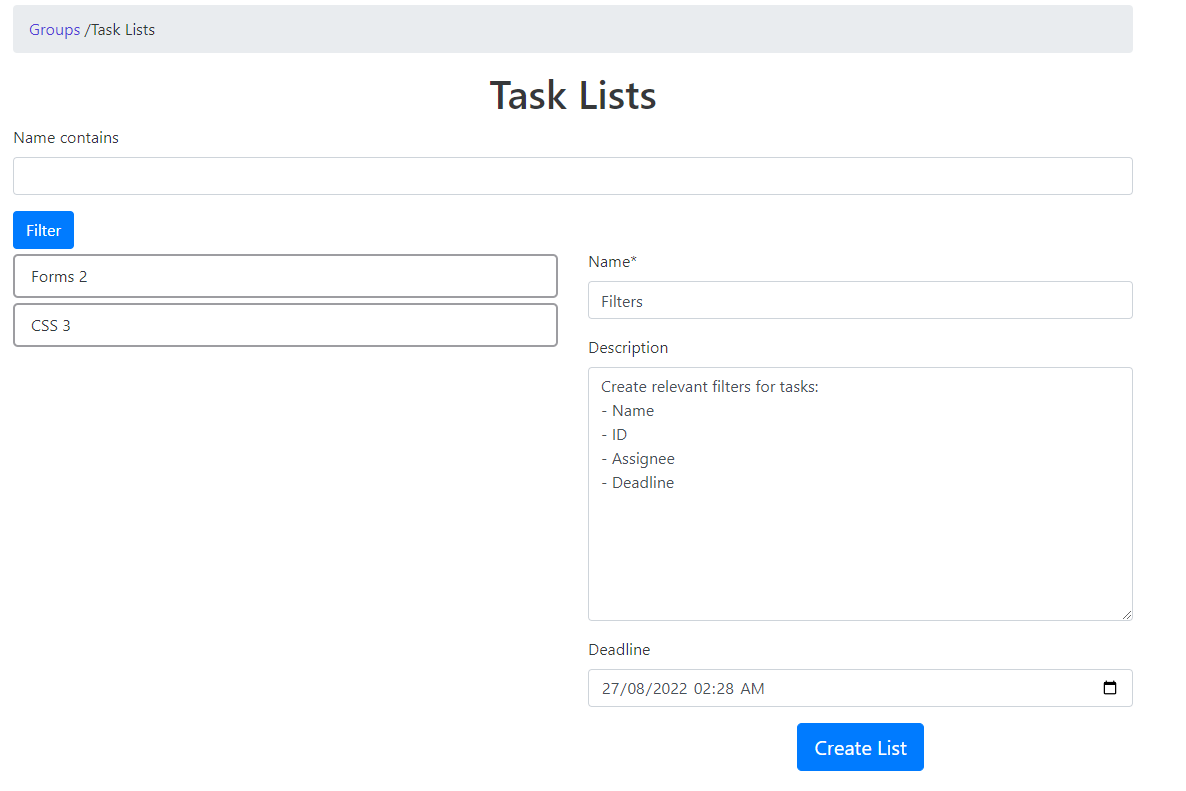 Groups /Task Lists
Task Lists
Name contains
Filter
Forms 2
CSS 3
Name*
Filters
Description
Create relevant filters for tasks:
- Name
- ID
- Assignee
- Deadline
Deadline
27/08/2022 02:28 AM
Create List